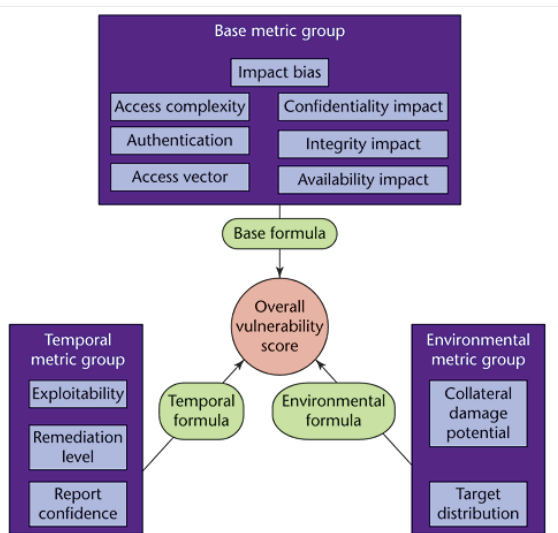 Base metric group
Impact bias
Access complexity
Confidentiality impact
Authentication
Integrity impact
Access vector
Availability impact
Base formula
Overall
vulnerability
score
Temporal
metric group
Exploitability
Remediation
level
Report
confidence
Temporal
formula
Environmental
formula
Environmental
metric group
Collateral
damage
potential
Target
distribution